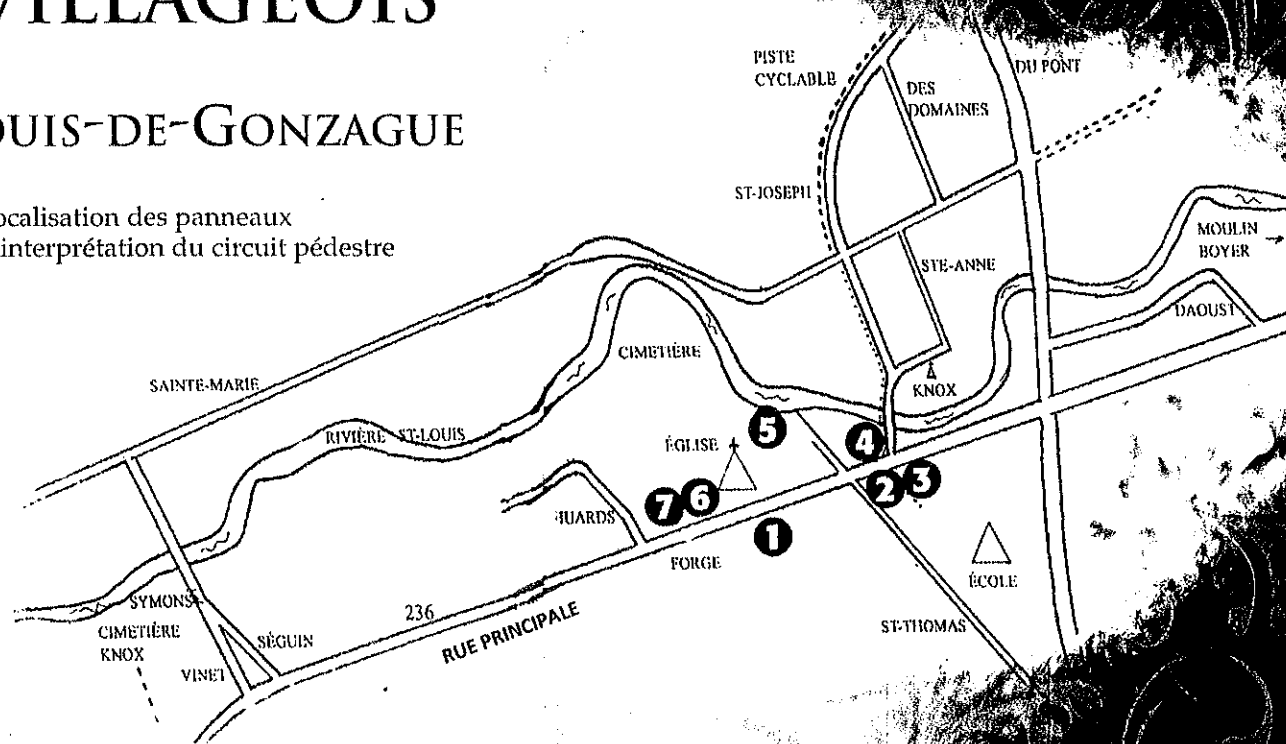 VILLAGEOIS
OUIS-DE-GONZAGUE
ocalisation des panneaux
interprétation du circuit pédestre
PISTE
CYCLABLE
DU PONT
DES
DOMAINES
ST-JOSEPH
MOULIN
BOYER
STE-ANNE
DAOUST
CIMETIÈRE
SAINTE-MARIE
KNOX
RIVIÈRE ST-LOUIS
ÉGLISE
5
4
2
3
7
6
1
HUARDS
FORGE
ÉCOLE
SYMONS
CIMETIÈRE
KNOX
SÉGUIN
236
RUE PRINCIPALE
ST-THOMAS
VINET